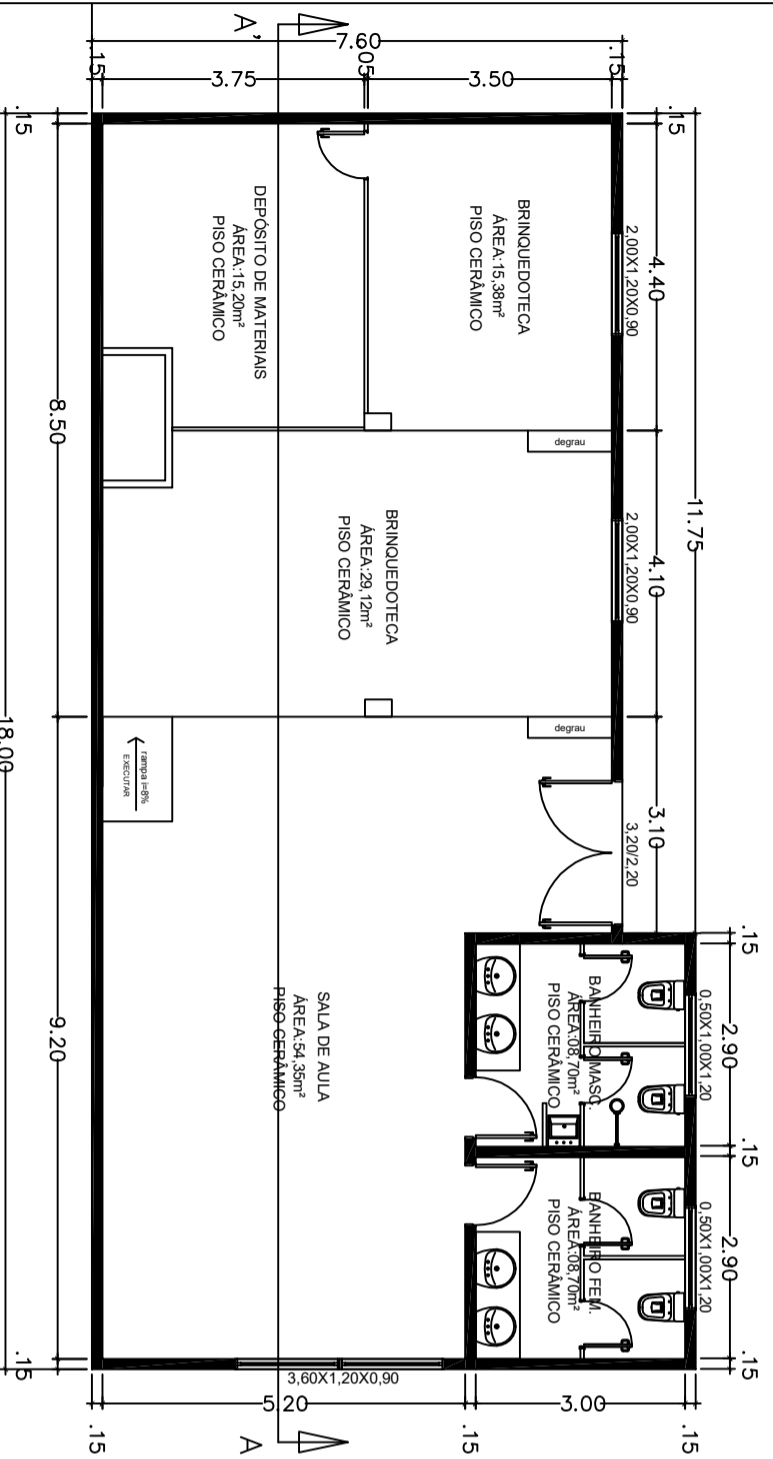 A'
7.60
.15
3.75
.05
3.50
.15
.15
.15
11.75
4.40
4.10
3.10
2,00X1,20X0,90
2,00X1,20X0,90
3,20/2,20
.15
2.90
.15
2.90
.15
0,50X1,00X1,20
0,50X1,00X1,20
BRINQUEDOTECA
ÁREA:15,38m²
PISO CERÂMICO
DEPÓSITO DE MATERIAIS
ÁREA:15,20m²
PISO CERÂMICO
degrau
BRINQUEDOTECA
ÁREA:29,12m²
PISO CERÂMICO
degrau
rampa i=8%
EXECUTAR
SALA DE AULA
ÁREA:54,35m²
PISO CERÂMICO
BANHEIRO MASC.
ÁREA:08,70m²
PISO CERÂMICO
BANHEIRO FEM.
ÁREA:08,70m²
PISO CERÂMICO
8.50
9.20
.15
18.00
3,60X1,20X0,90
5.20
.15
3.00
.15
.15
A